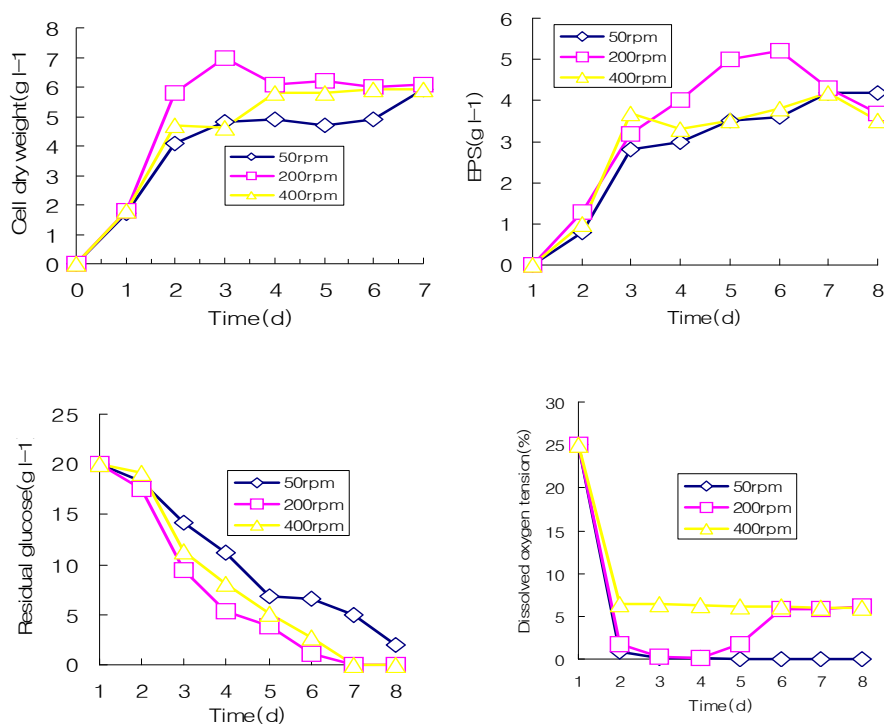 8
7
6
5
4
3
2
1
0
Cell dry weight(g l-1)
50rpm
200rpm
400rpm
0 1 2 3 4 5 6 7
Time(d)
6
5
4
3
2
1
0
EPS(g l-1)
50rpm
200rpm
400rpm
1 2 3 4 5 6 7 8
Time(d)
25
20
15
10
5
0
Residual glucose(g l-1
50rpm
200rpm
400rpm
1 2 3 4 5 6 7 8
Time(d)
30
25
20
15
10
5
0
Dissolved oxygen tension(%)
50rpm
200rpm
400rpm
1 2 3 4 5 6 7 8
Time(d)